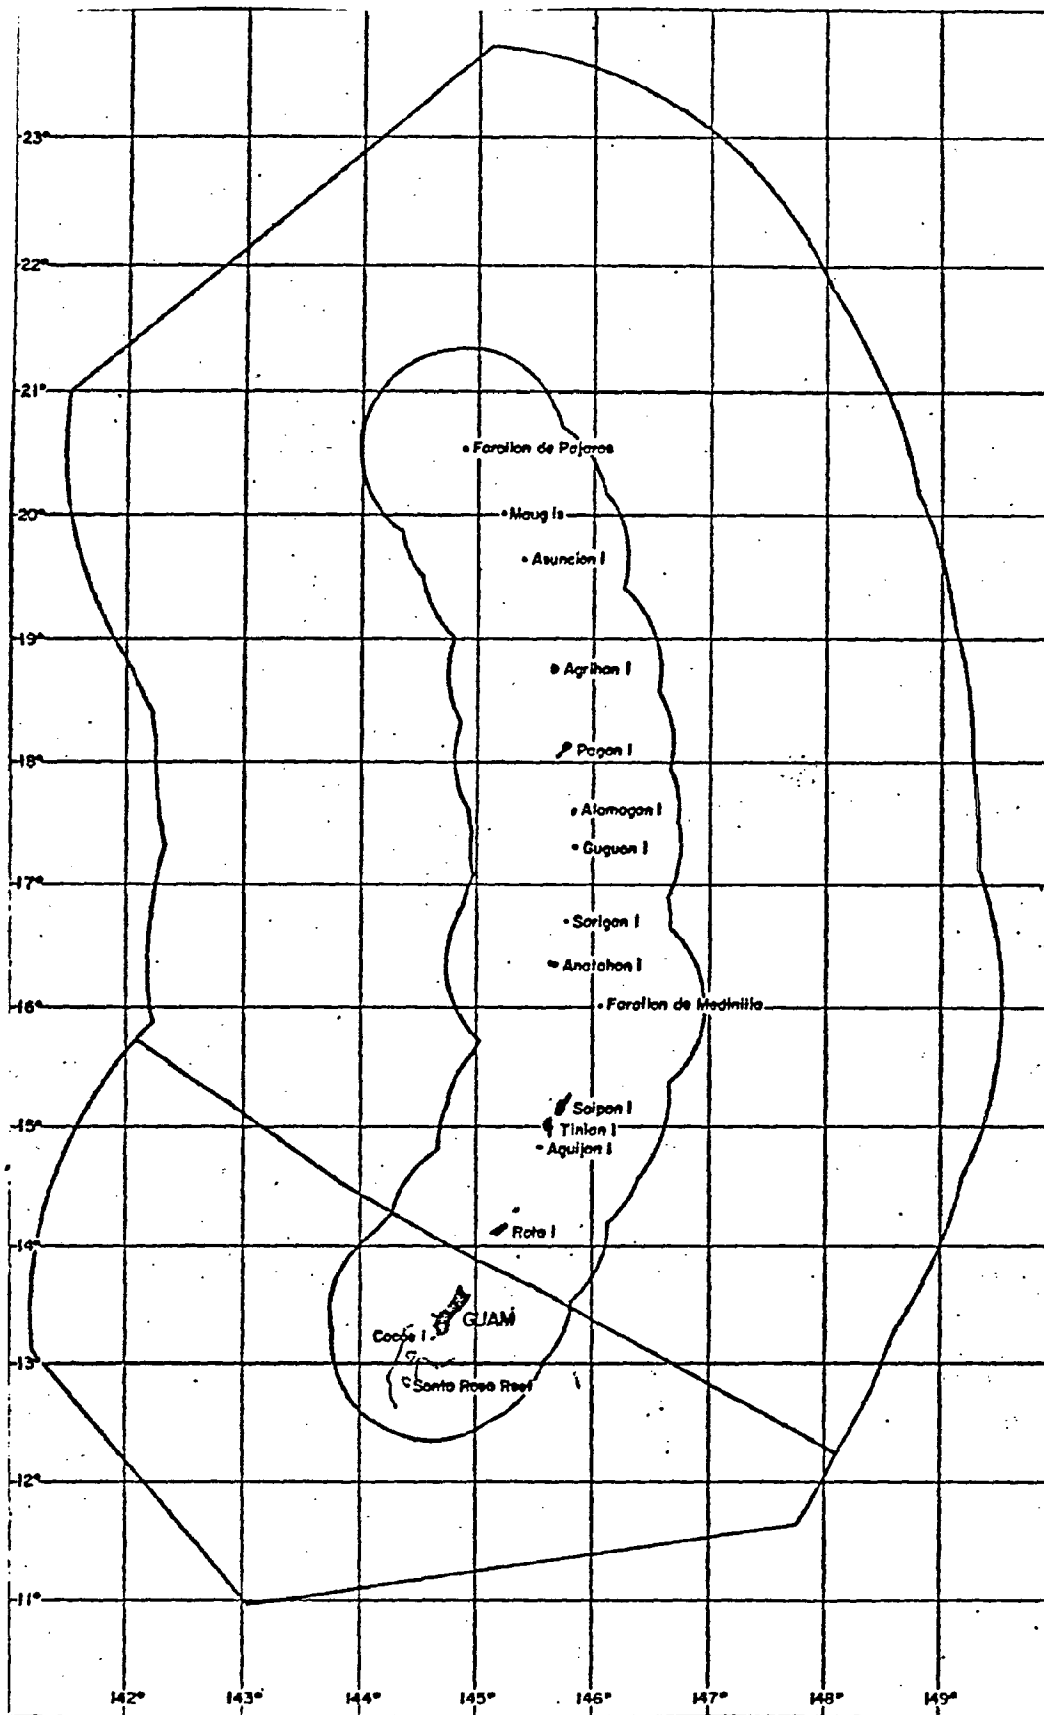 23°
22°
21°
Farallon de Pajaros
20°
Maug Is
Asuncion I
19°
Agrihan I
Pagan I
18°
Alamagan I
Guguan I
17°
Sarigan I
Anatahan I
16°
Farallon de Medinilla
Saipan I
15°
Tinian I
Aguijan I
Rota I
14°
GUAM
Cocos I
13°
Santa Rosa Reef
12°
11°
142° 143° 144° 145° 146° 147° 148° 149°